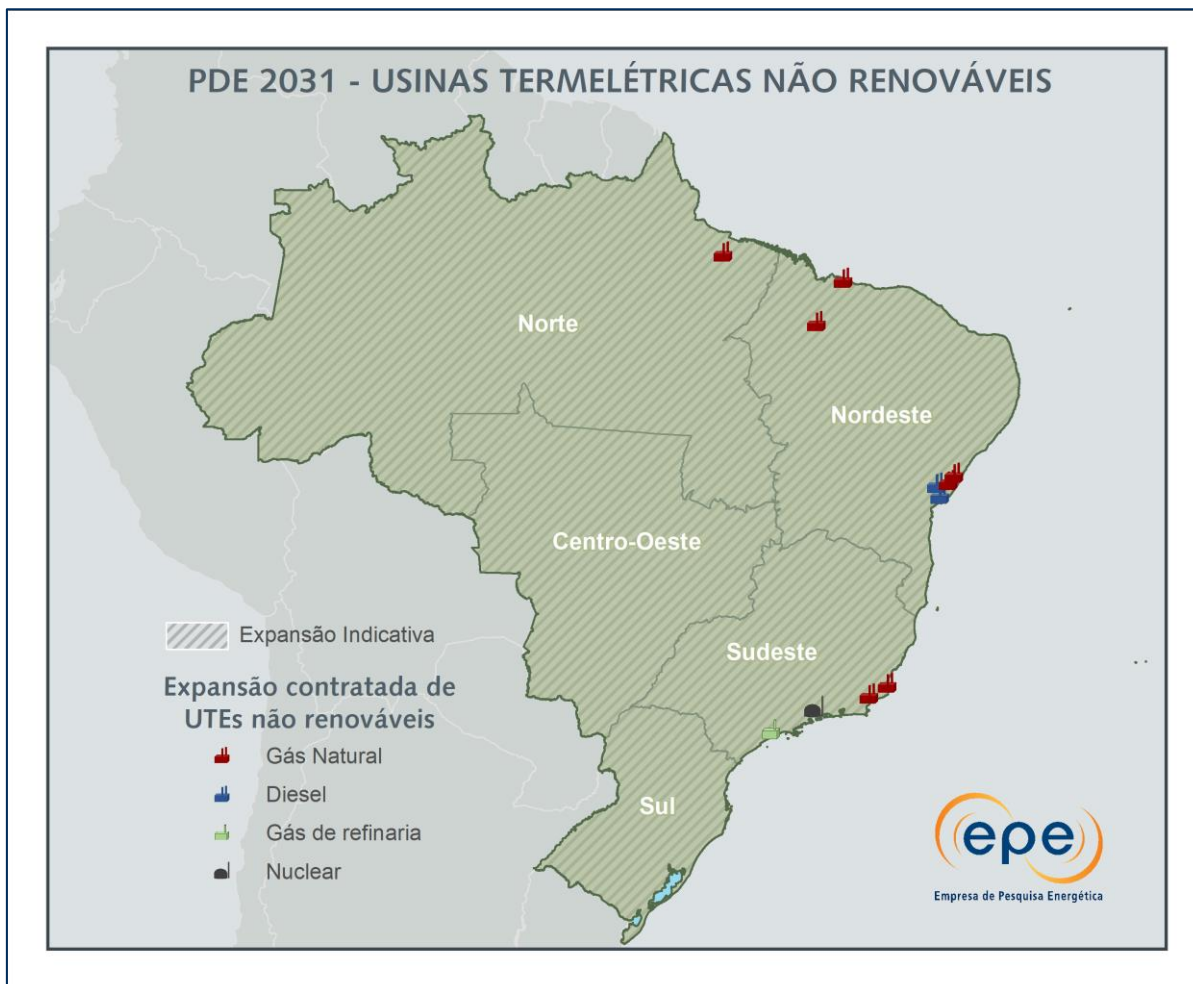 PDE 2031 - USINAS TERMELÉTRICAS NÃO RENOVÁVEIS
Norte
Nordeste
Centro-Oeste
Sudeste
Sul
Expansão Indicativa
Expansão contratada de
UTEs não renováveis
Gás Natural
Diesel
Gás de refinaria
Nuclear
epe
Empresa de Pesquisa Energética